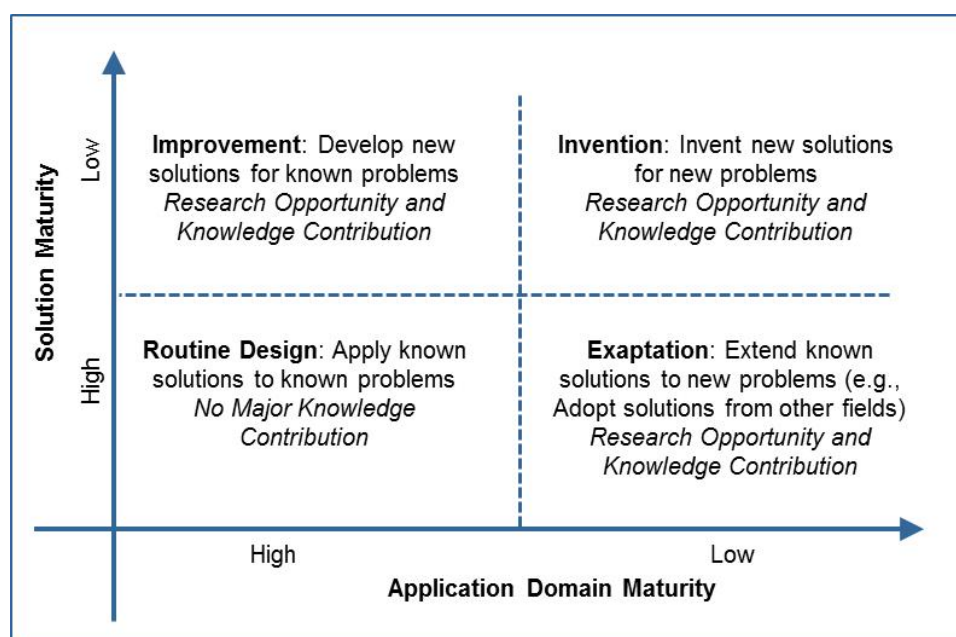 Solution Maturity
Low
High
Improvement: Develop new
solutions for known problems
Research Opportunity and
Knowledge Contribution
Invention: Invent new solutions
for new problems
Research Opportunity and
Knowledge Contribution
Routine Design: Apply known
solutions to known problems
No Major Knowledge
Contribution
Exaptation: Extend known
solutions to new problems (e.g.,
Adopt solutions from other fields)
Research Opportunity and
Knowledge Contribution
High
Low
Application Domain Maturity